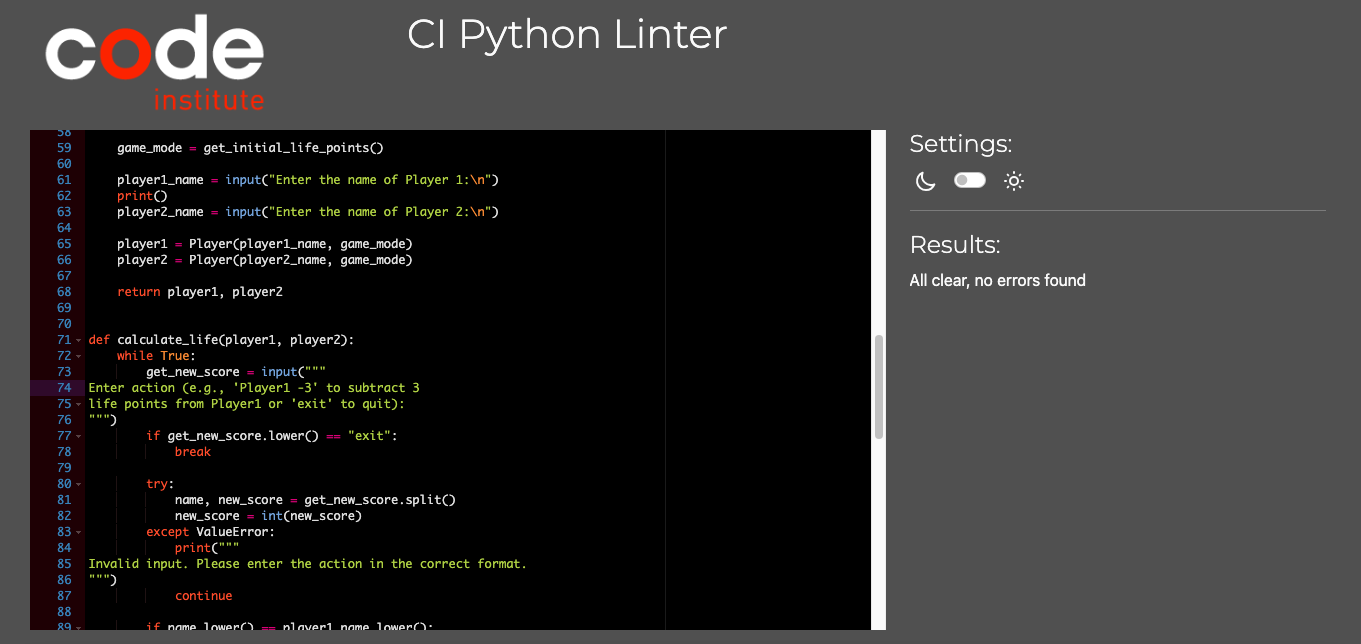 code
institute
CI Python Linter
58
59 game_mode = get_initial_life_points()
60
61 player1_name = input("Enter the name of Player 1:\n")
62 print()
63 player2_name = input("Enter the name of Player 2:\n")
64
65 player1 = Player(player1_name, game_mode)
66 player2 = Player(player2_name, game_mode)
67
68 return player1, player2
69
70
71 def calculate_life(player1, player2):
72 while True:
73 get_new_score = input("""
74 Enter action (e.g., 'Player1 -3' to subtract 3
75 life points from Player1 or 'exit' to quit):
76 """)
77 if get_new_score.lower() == "exit":
78 break
79
80 try:
81 name, new_score = get_new_score.split()
82 new_score = int(new_score)
83 except ValueError:
84 print("""
85 Invalid input. Please enter the action in the correct format.
86 """)
87 continue
88
89 if name.lower() == player1.name.lower():
Settings:
Results:
All clear, no errors found